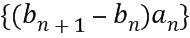 {(b_{n + 1} – b_n)a_n}